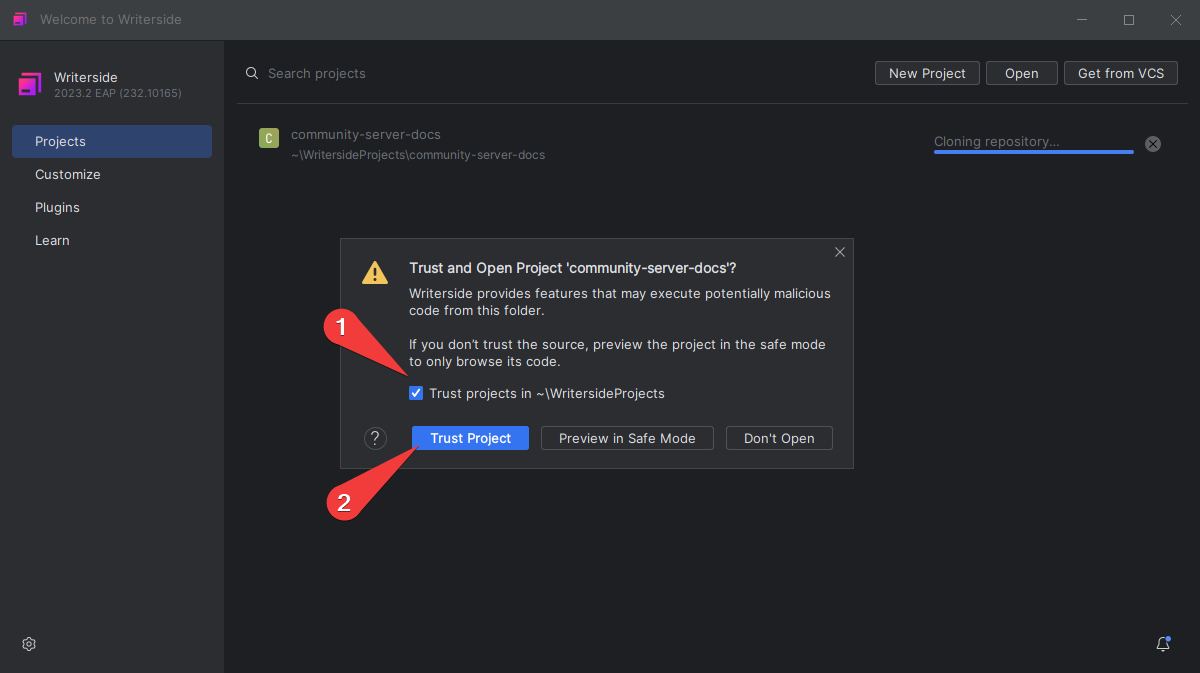 Welcome to Writerside
Writerside
2023.2 EAP (232.10165)
Projects
Customize
Plugins
Learn
Search projects
New Project
Open
Get from VCS
C
community-server-docs
~\WritersideProjects\community-server-docs
Cloning repository...
Trust and Open Project 'community-server-docs'?
Writerside provides features that may execute potentially malicious
code from this folder.
If you don't trust the source, preview the project in the safe mode
to only browse its code.
1
Trust projects in ~\WritersideProjects
?
Trust Project
Preview in Safe Mode
Don't Open
2